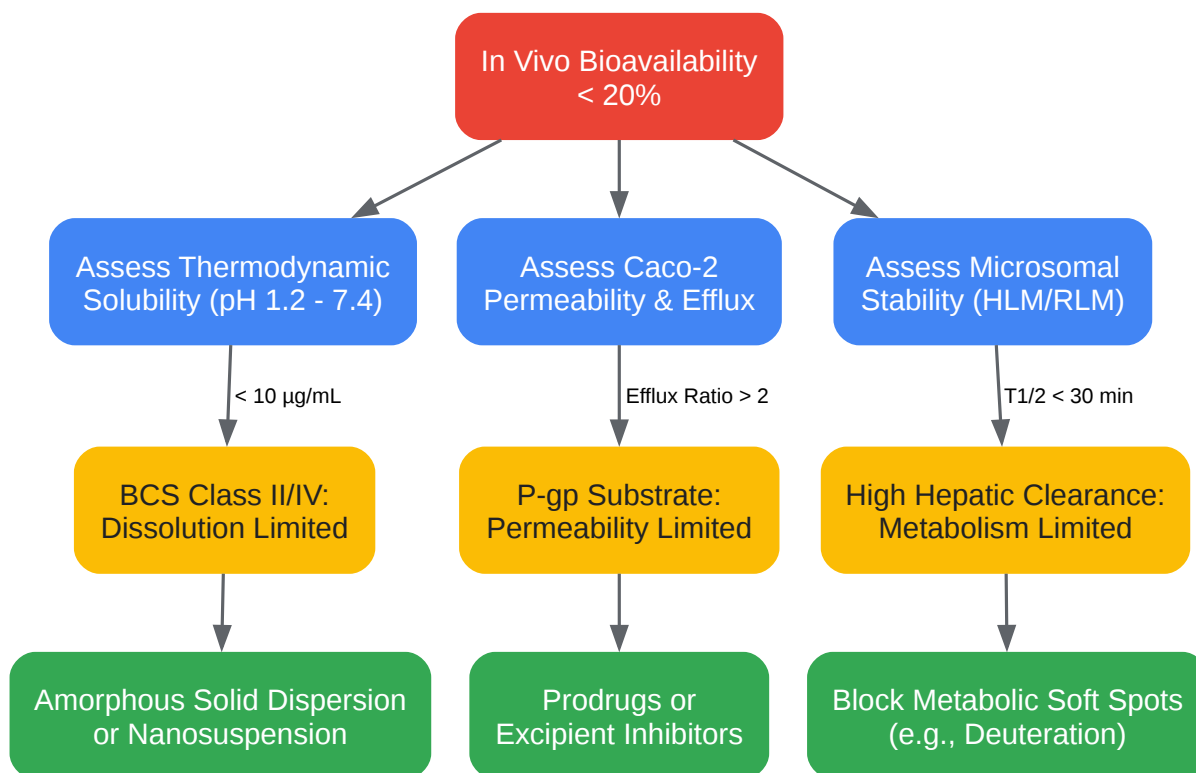 In Vivo Bioavailability
< 20%
Assess Thermodynamic
Solubility (pH 1.2 - 7.4)
Assess Caco-2
Permeability & Efflux
Assess Microsomal
Stability (HLM/RLM)
< 10 µg/mL
Efflux Ratio > 2
T1/2 < 30 min
BCS Class II/IV:
Dissolution Limited
P-gp Substrate:
Permeability Limited
High Hepatic Clearance:
Metabolism Limited
Amorphous Solid Dispersion
or Nanosuspension
Prodrugs or
Excipient Inhibitors
Block Metabolic Soft Spots
(e.g., Deuteration)